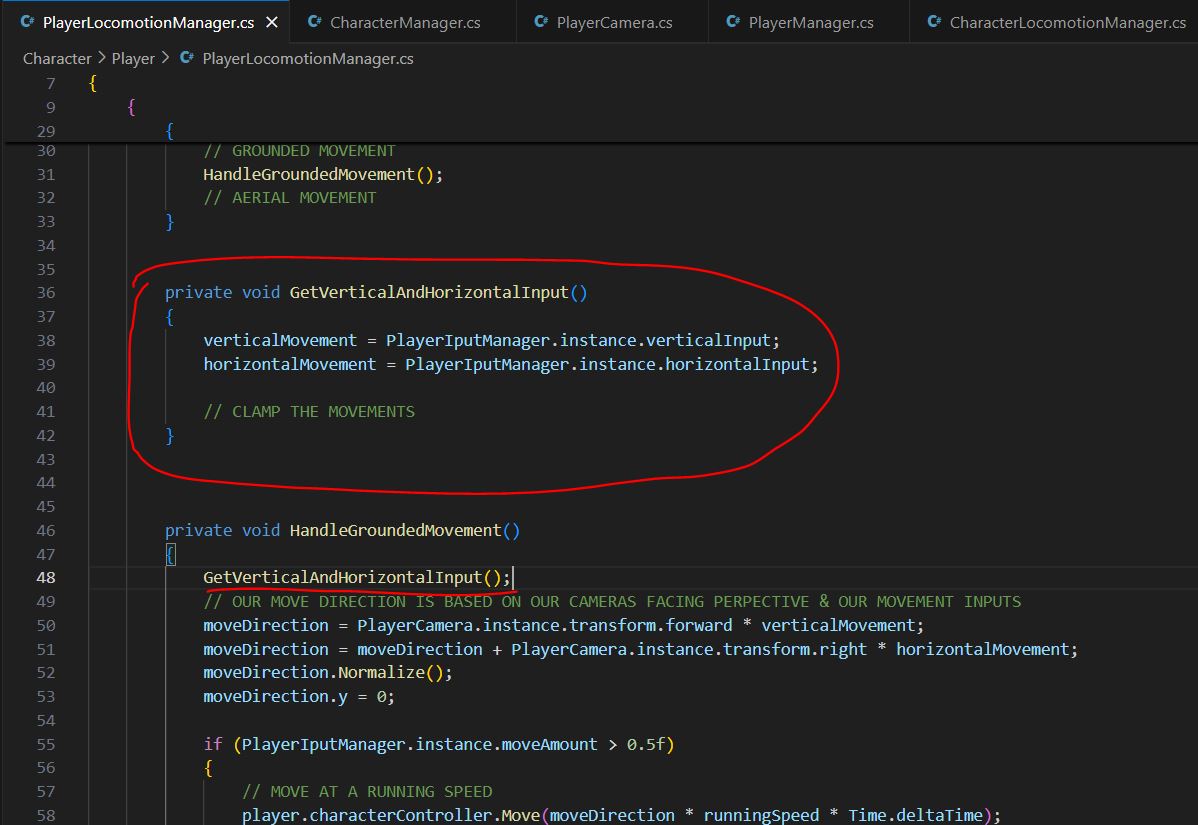 C# PlayerLocomotionManager.cs × C# CharacterManager.cs C# PlayerCamera.cs C# PlayerManager.cs C# CharacterLocomotionManager.cs
Character > Player > C# PlayerLocomotionManager.cs
7 {
9 {
29 {
30 // GROUNDED MOVEMENT
31 HandleGroundedMovement();
32 // AERIAL MOVEMENT
33 }
34
35
36 private void GetVerticalAndHorizontalInput()
37 {
38 verticalMovement = PlayerIputManager.instance.verticalInput;
39 horizontalMovement = PlayerIputManager.instance.horizontalInput;
40
41 // CLAMP THE MOVEMENTS
42 }
43
44
45
46 private void HandleGroundedMovement()
47 {
48 GetVerticalAndHorizontalInput();
49 // OUR MOVE DIRECTION IS BASED ON OUR CAMERAS FACING PERPECTIVE & OUR MOVEMENT INPUTS
50 moveDirection = PlayerCamera.instance.transform.forward * verticalMovement;
51 moveDirection = moveDirection + PlayerCamera.instance.transform.right * horizontalMovement;
52 moveDirection.Normalize();
53 moveDirection.y = 0;
54
55 if (PlayerIputManager.instance.moveAmount > 0.5f)
56 {
57 // MOVE AT A RUNNING SPEED
58 player.characterController.Move(moveDirection * runningSpeed * Time.deltaTime);